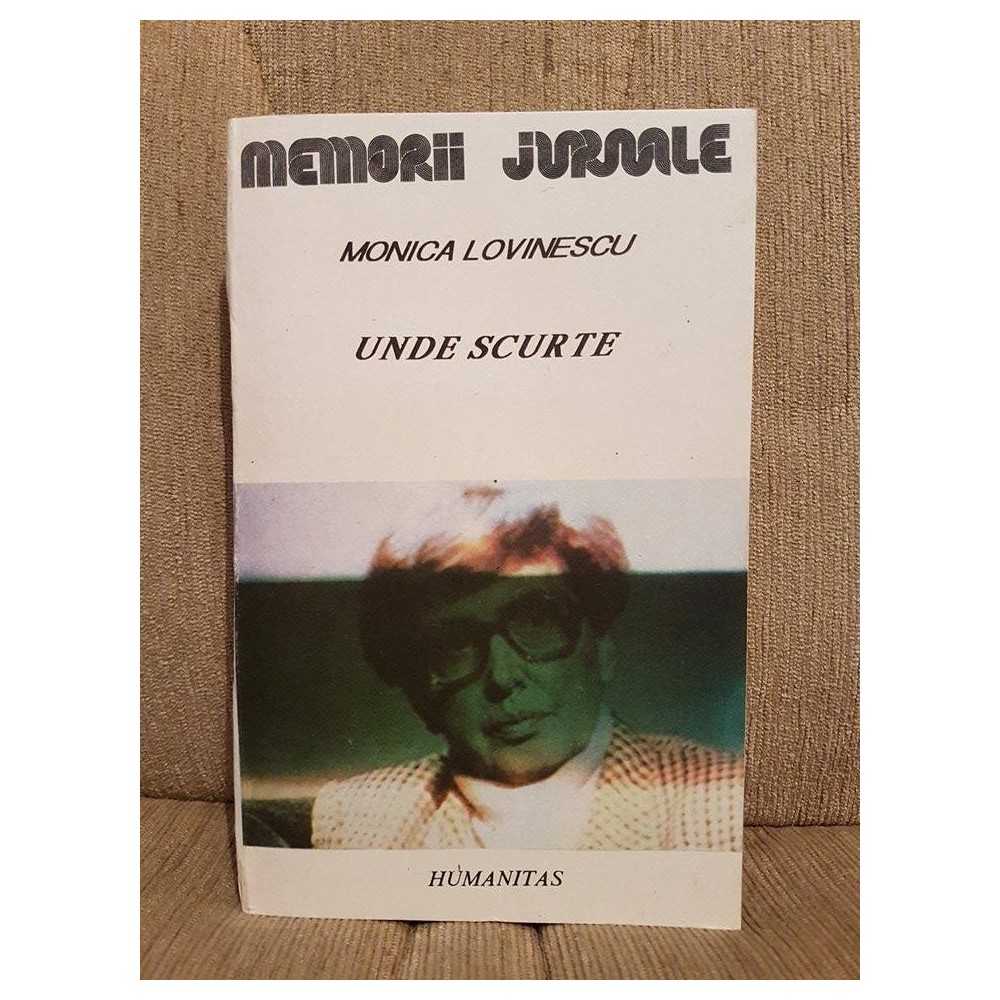 MEMORII JURNALE
MONICA LOVINESCU
UNDE SCURTE
HUMANITAS